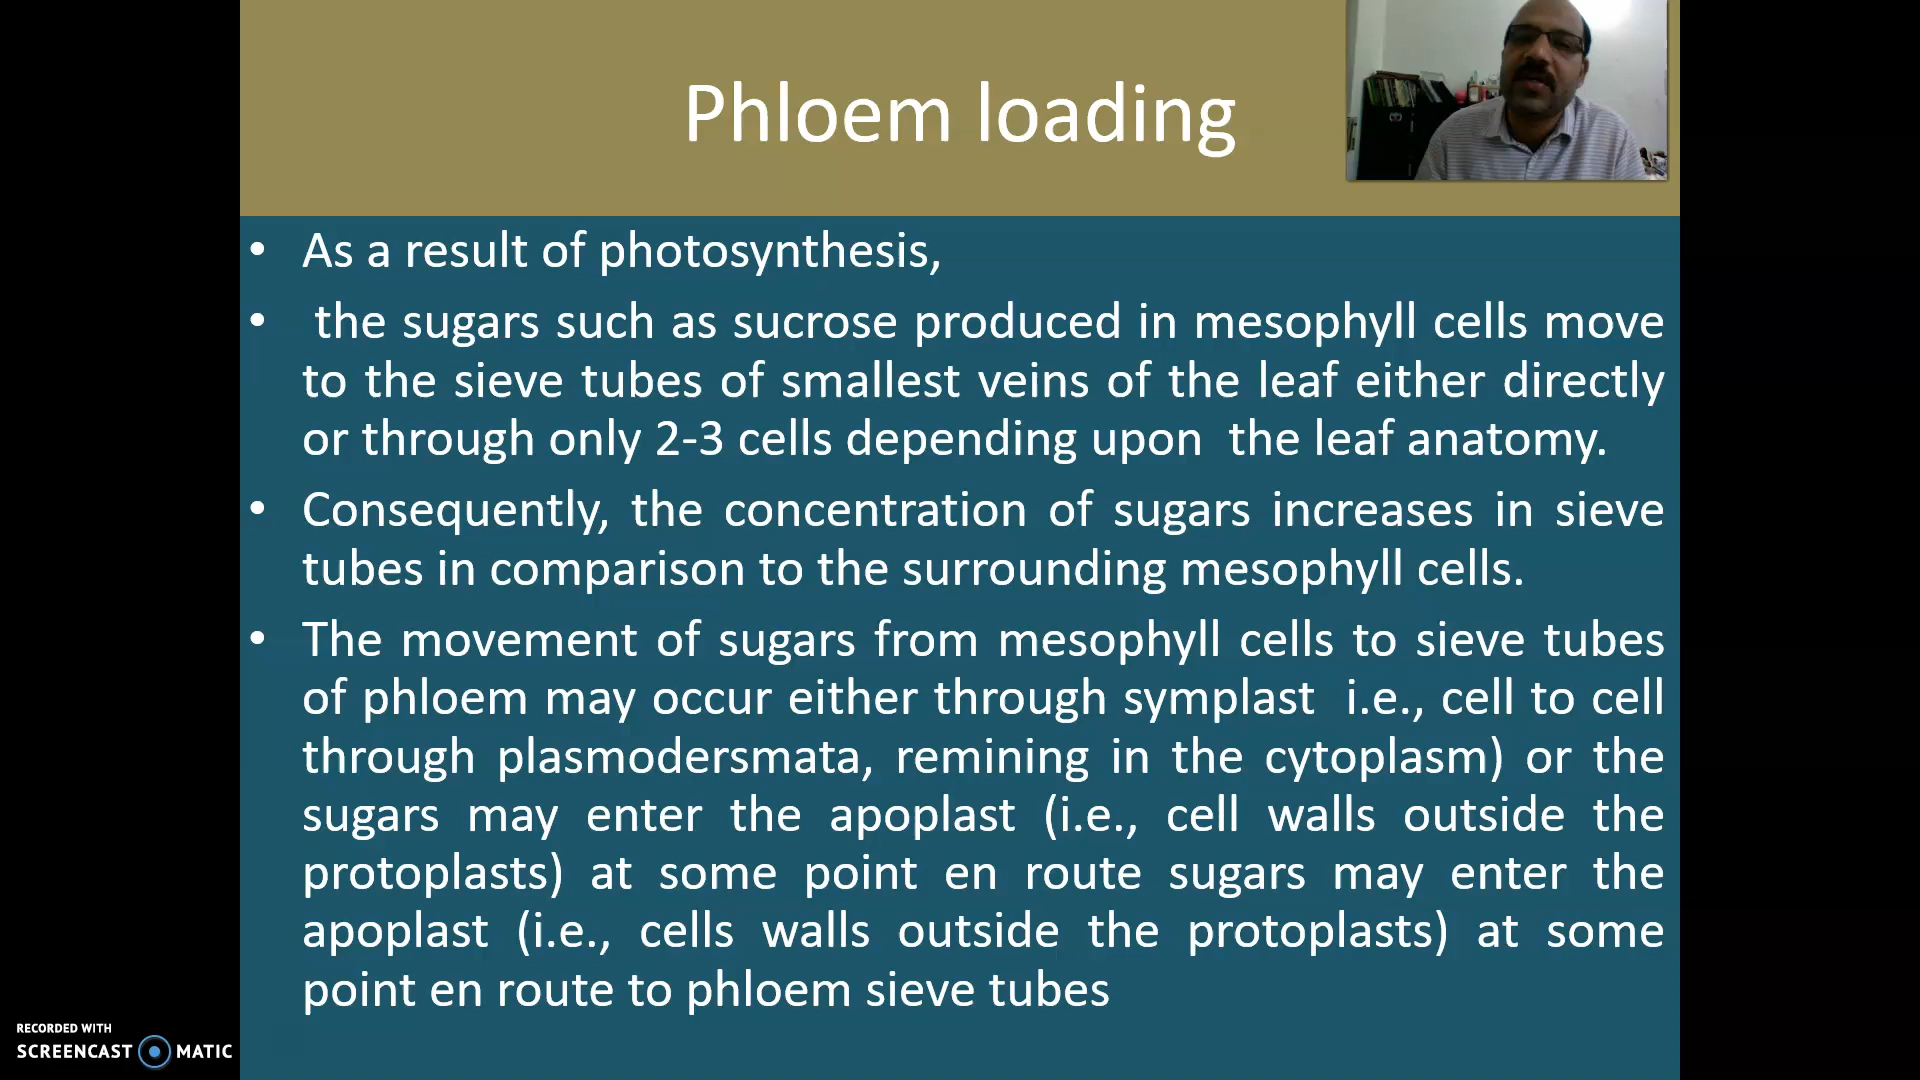 Phloem loading
• As a result of photosynthesis,
• the sugars such as sucrose produced in mesophyll cells move
to the sieve tubes of smallest veins of the leaf either directly
or through only 2-3 cells depending upon the leaf anatomy.
• Consequently, the concentration of sugars increases in sieve
tubes in comparison to the surrounding mesophyll cells.
• The movement of sugars from mesophyll cells to sieve tubes
of phloem may occur either through symplast i.e., cell to cell
through plasmodersmata, remining in the cytoplasm) or the
sugars may enter the apoplast (i.e., cell walls outside the
protoplasts) at some point en route sugars may enter the
apoplast (i.e., cells walls outside the protoplasts) at some
point en route to phloem sieve tubes
RECORDED WITH
SCREENCAST MATIC